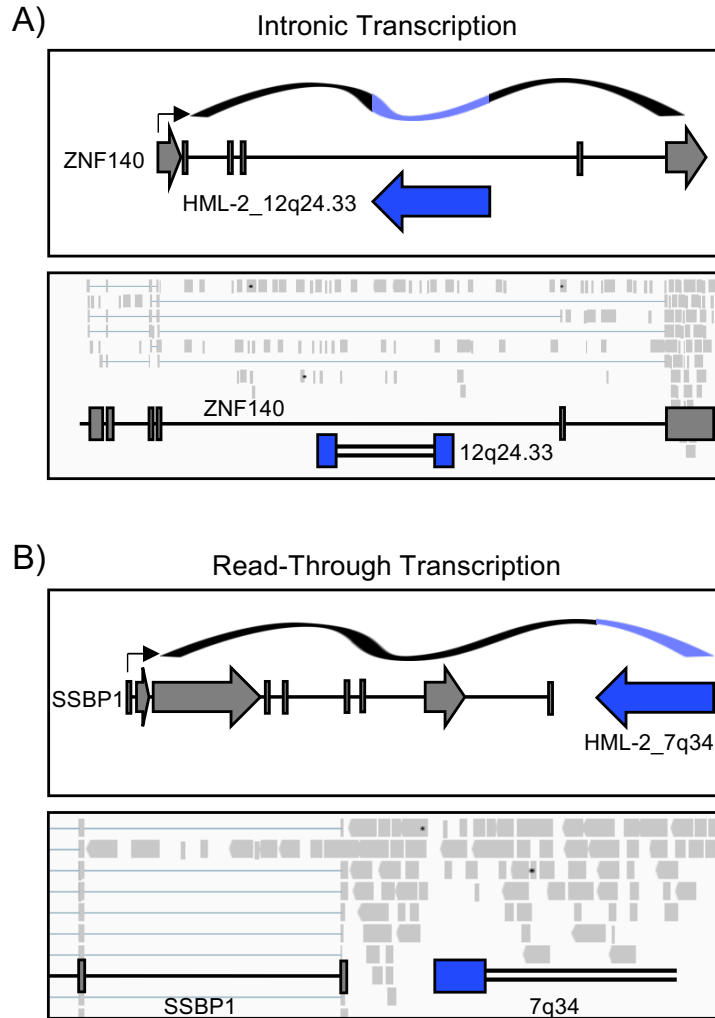 A)
Intronic Transcription
ZNF140
HML-2_12q24.33
ZNF140
12q24.33
B)
Read-Through Transcription
SSBP1
HML-2_7q34
SSBP1
7q34